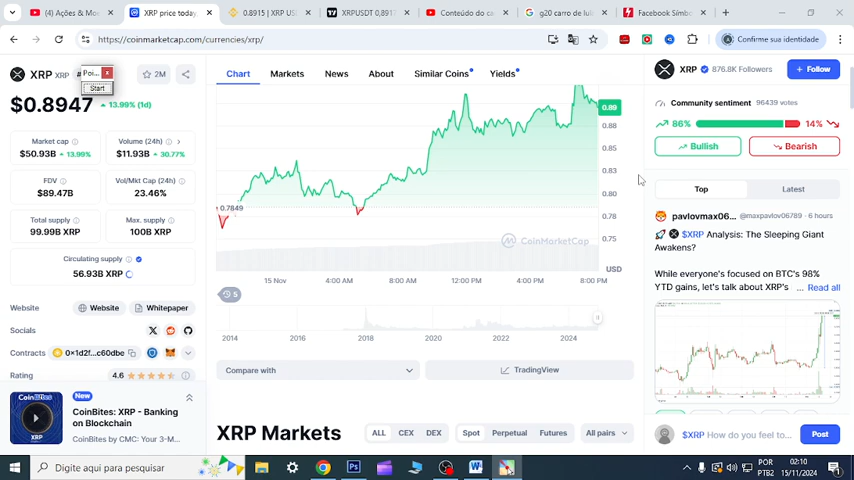 (4) Ações & Mo
XRP price today
0.8915 | XRP US
XRPUSDT 0,891
Conteúdo do ca
g20 carro de lu
Facebook Símb
https://coinmarketcap.com/currencies/xrp/
Confirme sua identidade
XRP XRP
Poi...
Start
2M
Chart
Markets
News
About
Similar Coins
Yields
XRP
876.8K Followers
+ Follow
$0.8947
13.99% (1d)
Market cap
$50.93B 13.99%
Volume (24h)
$11.93B 30.77%
FDV
$89.47B
Vol/Mkt Cap (24h)
23.46%
Total supply
99.99B XRP
Max. supply
100B XRP
Circulating supply
56.93B XRP
Website
Website
Whitepaper
Socials
Contracts
0x1d2f...c60dbe
Rating
4.6
New
CoinBites: XRP - Banking on Blockchain
CoinBites by CMC: Your 3-M...
0.89
0.88
0.85
0.83
0.80
0.78
0.75
0.7849
CoinMarketCap
USD
15 Nov
4:00 AM
8:00 AM
12:00 PM
4:00 PM
8:00 PM
5
2014
2016
2018
2020
2022
2024
Compare with
TradingView
XRP Markets
ALL
CEX
DEX
Spot
Perpetual
Futures
All pairs
Community sentiment
96439 votes
86%
14%
Bullish
Bearish
Top
Latest
pavlovmax06... @maxpavlov06789 · 6 hours
$XRP Analysis: The Sleeping Giant
Awakens?
While everyone's focused on BTC's 98%
YTD gains, let's talk about XRP's
... Read all
$XRP How do you feel to...
Post
Digite aqui para pesquisar
POR
PTB2
02:10
15/11/2024